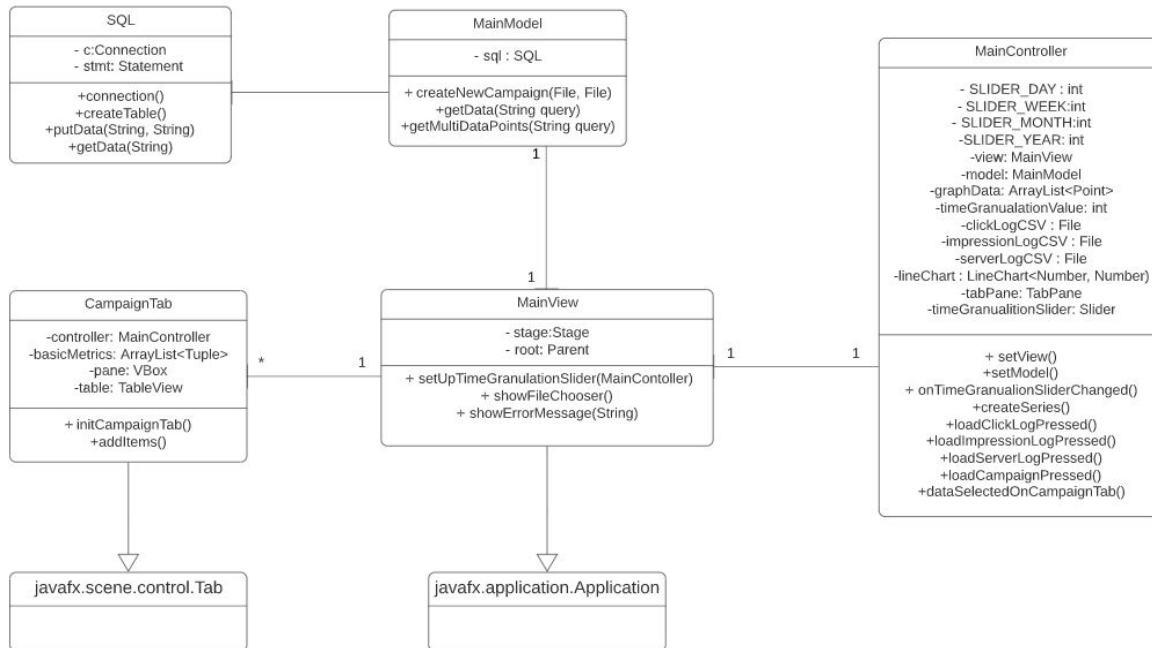 SQL
- c:Connection
- stmt: Statement
+connection()
+createTable()
+putData(String, String)
+getData(String)
MainModel
- sql : SQL
+ createNewCampaign(File, File)
+getData(String query)
+getMultiDataPoints(String query)
1
1
MainController
- SLIDER_DAY : int
- SLIDER_WEEK:int
- SLIDER_MONTH:int
-SLIDER_YEAR: int
-view: MainView
-model: MainModel
-graphData: ArrayList<Point>
-timeGranualationValue: int
-clickLogCSV : File
-impressionLogCSV : File
-serverLogCSV : File
-lineChart : LineChart<Number, Number)
-tabPane: TabPane
-timeGranualitionSlider: Slider
+ setView()
+setModel()
+ onTimeGranualionSliderChanged()
+createSeries()
+loadClickLogPressed()
+loadImpressionLogPressed()
+loadServerLogPressed()
+loadCampaignPressed()
+dataSelectedOnCampaignTab()
CampaignTab
-controller: MainController
-basicMetrics: ArrayList<Tuple>
-pane: VBox
-table: TableView
+ initCampaignTab()
+addItems()
*
1
MainView
- stage:Stage
- root: Parent
+ setUpTimeGranulationSlider(MainContoller)
+ showFileChooser()
+ showErrorMessage(String)
1
1
javafx.scene.control.Tab
javafx.application.Application